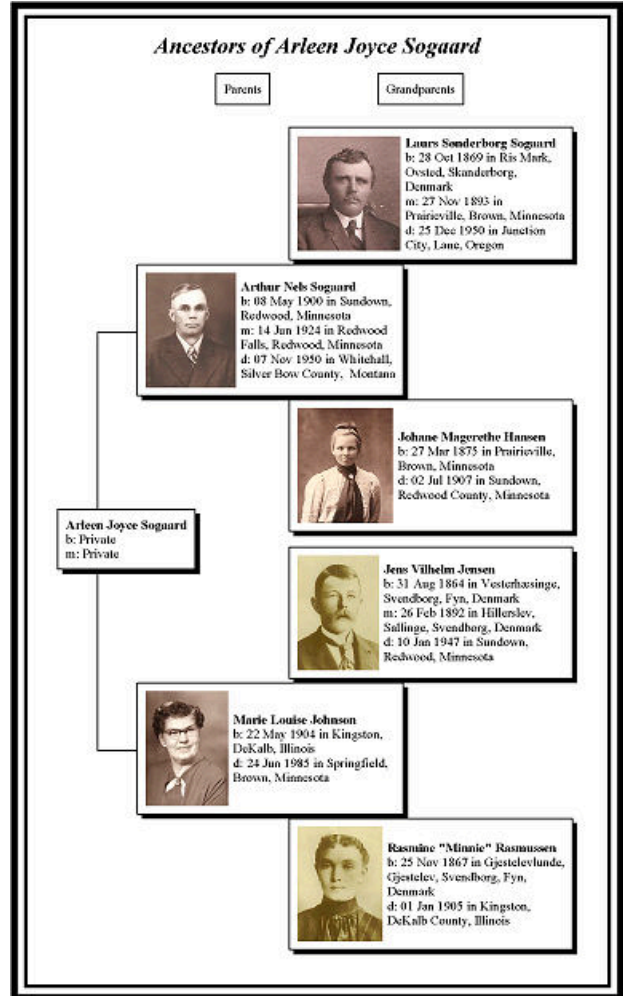 Ancestors of Arleen Joyce Sogaard
Parents
Grandparents
Laurs Sønderborg Sogaard
b: 28 Oct 1869 in Ris Mark,
Ovsted, Skanderborg,
Denmark
m: 27 Nov 1893 in
Prairieville, Brown, Minnesota
d: 25 Dec 1950 in Junction
City, Lane, Oregon
Arthur Nels Sogaard
b: 08 May 1900 in Sundown,
Redwood, Minnesota
m: 14 Jun 1924 in Redwood
Falls, Redwood, Minnesota
d: 07 Nov 1950 in Whitehall,
Silver Bow County, Montana
Johane Magerethe Hansen
b: 27 Mar 1875 in Prairieville,
Brown, Minnesota
d: 02 Jul 1907 in Sundown,
Redwood County, Minnesota
Arleen Joyce Sogaard
b: Private
m: Private
Jens Vilhelm Jensen
b: 31 Aug 1864 in Vesterhæsinge,
Svendborg, Fyn, Denmark
m: 26 Feb 1892 in Hillerslev,
Sallinge, Svendborg, Denmark
d: 10 Jan 1947 in Sundown,
Redwood, Minnesota
Marie Louise Johnson
b: 22 May 1904 in Kingston,
DeKalb, Illinois
d: 24 Jun 1985 in Springfield,
Brown, Minnesota
Rasmine "Minnie" Rasmussen
b: 25 Nov 1867 in Gjestelevlunde,
Gjestelev, Svendborg, Fyn,
Denmark
d: 01 Jan 1905 in Kingston,
DeKalb County, Illinois